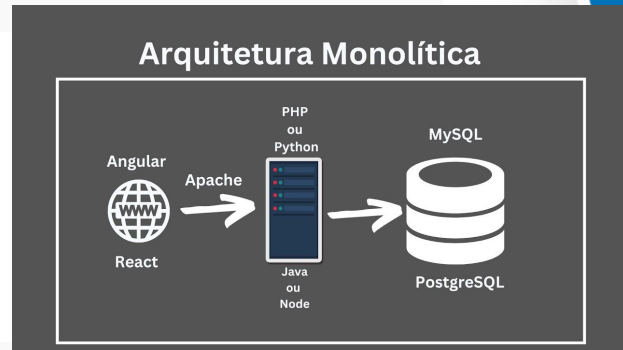 Arquitetura Monolítica
PHP
ou
Python
MySQL
Angular
Apache
WWW
React
Java
ou
Node
PostgreSQL